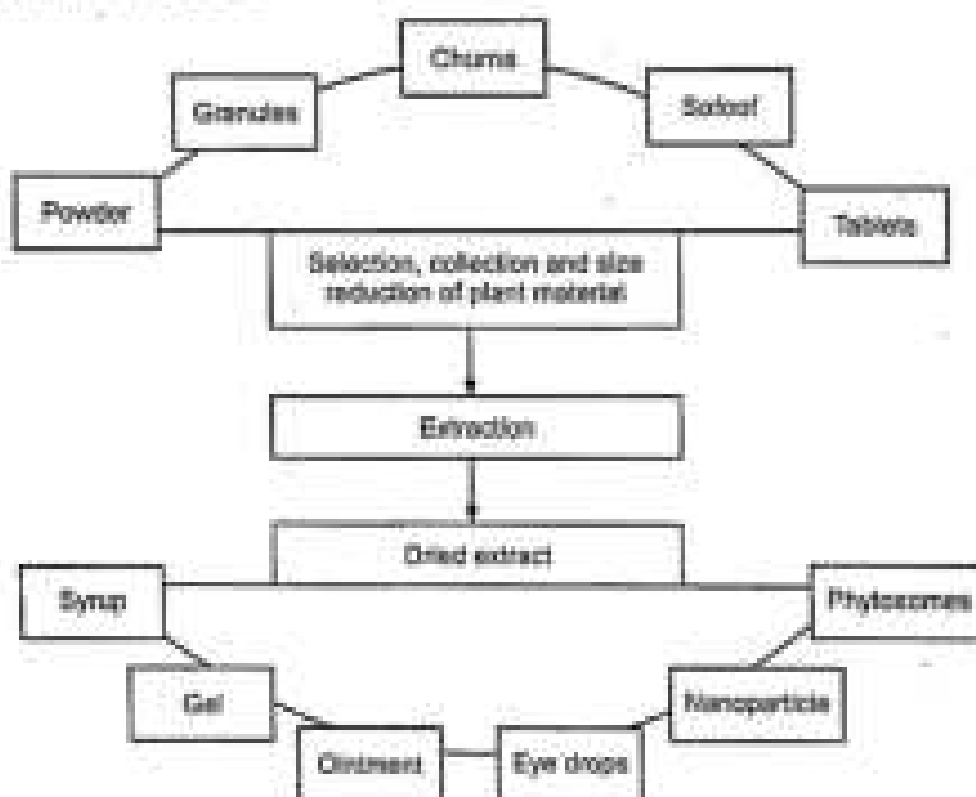 Churna
Granules
Safoof
Powder
Tablets
Selection, collection and size
reduction of plant material
Extraction
Dried extract
Syrup
Phytosomes
Gel
Nanoparticle
Ointment
Eye drops